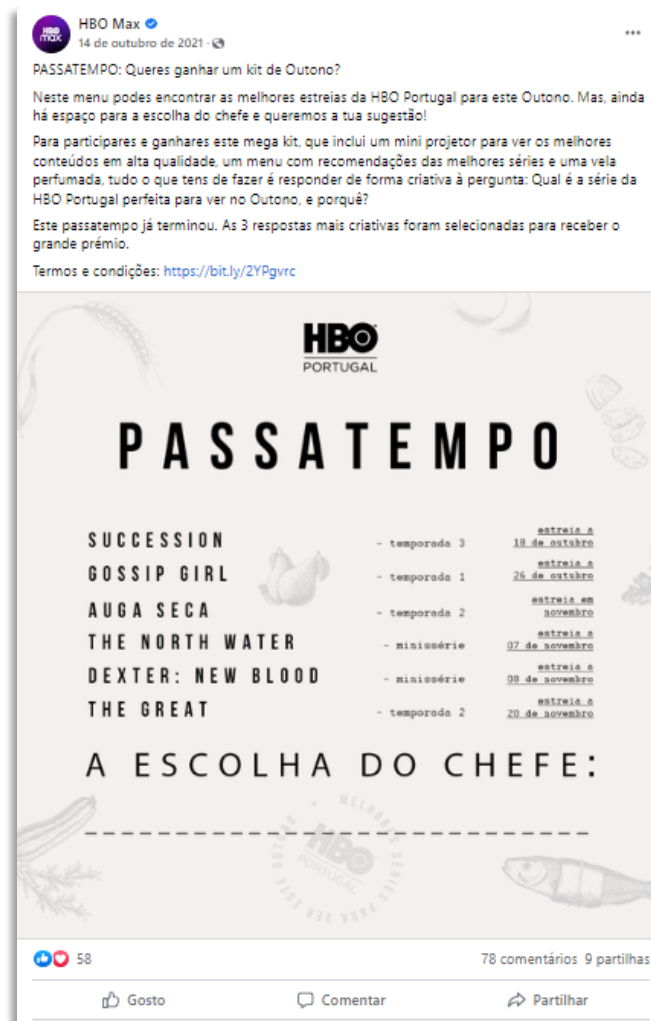 HBO Max
14 de outubro de 2021 ·
PASSATEMPO: Queres ganhar um kit de Outono?
Neste menu podes encontrar as melhores estreias da HBO Portugal para este Outono. Mas, ainda
há espaço para a escolha do chefe e queremos a tua sugestão!
Para participares e ganhares este mega kit, que inclui um mini projetor para ver os melhores
conteúdos em alta qualidade, um menu com recomendações das melhores séries e uma vela
perfumada, tudo o que tens de fazer é responder de forma criativa à pergunta: Qual é a série da
HBO Portugal perfeita para ver no Outono, e porquê?
Este passatempo já terminou. As 3 respostas mais criativas foram selecionadas para receber o
grande prémio.
Termos e condições: https://bit.ly/2YPgvrc
HBO
PORTUGAL
PASSATEMPO
SUCCESSION - temporada 3 estreia a
18 de outubro
GOSSIP GIRL - temporada 1 estreia a
26 de outubro
AUGA SECA - temporada 2 estreia em
novembro
THE NORTH WATER - minissérie estreia a
07 de novembro
DEXTER: NEW BLOOD - minissérie estreia a
08 de novembro
THE GREAT - temporada 2 estreia a
20 de novembro
A ESCOLHA DO CHEFE:
MELHORES SÉRIES PARA VER ESTE OUTONO
HBO
PORTUGAL
58
78 comentários 9 partilhas
Gosto
Comentar
Partilhar